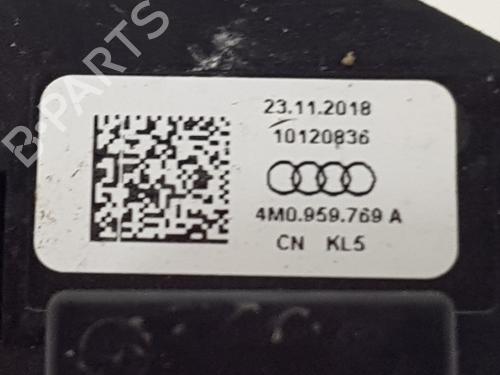 B-PARTS
23.11.2018
10120836
4M0.959.769 A
CN KL5